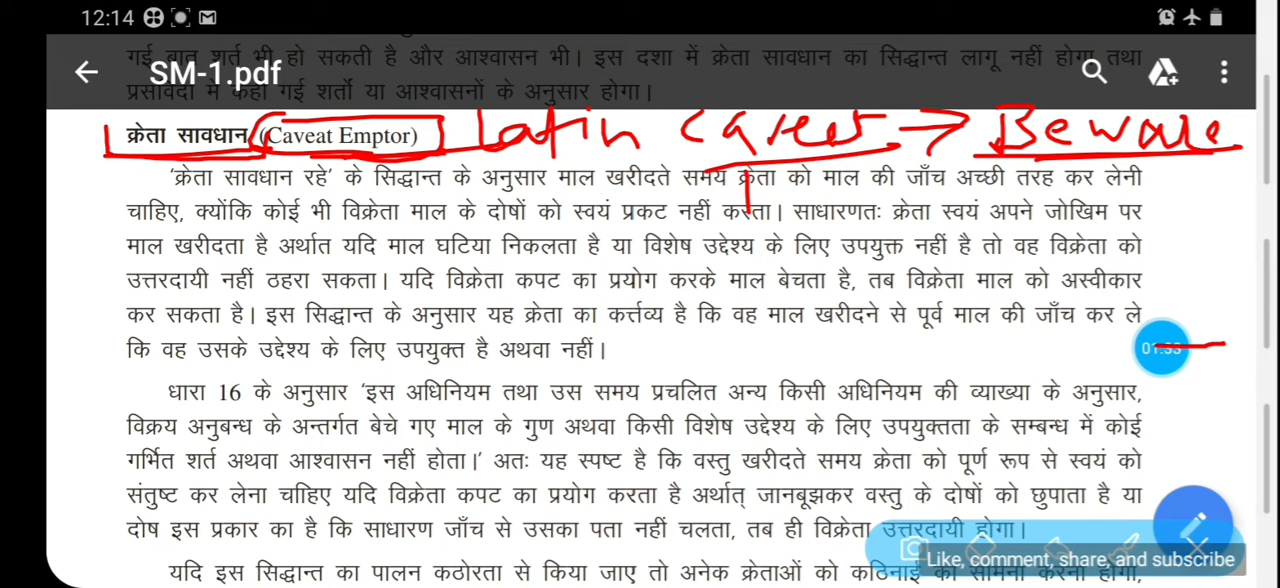 12:14
गई बात शर्त भी हो सकती है और आश्वासन भी। इस दशा में क्रेता सावधान का सिद्धान्त लागू नहीं होगा तथा
SM-1.pdf
प्रसंविदा में कही गई शर्तों या आश्वासनों के अनुसार होगा।
क्रेता सावधान (Caveat Emptor) Latin Caveet → Beware
'क्रेता सावधान रहे' के सिद्धान्त के अनुसार माल खरीदते समय क्रेता को माल की जाँच अच्छी तरह कर लेनी
चाहिए, क्योंकि कोई भी विक्रेता माल के दोषों को स्वयं प्रकट नहीं करता। साधारणतः क्रेता स्वयं अपने जोखिम पर
माल खरीदता है अर्थात यदि माल घटिया निकलता है या विशेष उद्देश्य के लिए उपयुक्त नहीं है तो वह विक्रेता को
उत्तरदायी नहीं ठहरा सकता। यदि विक्रेता कपट का प्रयोग करके माल बेचता है, तब विक्रेता माल को अस्वीकार
कर सकता है। इस सिद्धान्त के अनुसार यह क्रेता का कर्त्तव्य है कि वह माल खरीदने से पूर्व माल की जाँच कर ले
कि वह उसके उद्देश्य के लिए उपयुक्त है अथवा नहीं।
धारा 16 के अनुसार 'इस अधिनियम तथा उस समय प्रचलित अन्य किसी अधिनियम की व्याख्या के अनुसार,
विक्रय अनुबन्ध के अन्तर्गत बेचे गए माल के गुण अथवा किसी विशेष उद्देश्य के लिए उपयुक्तता के सम्बन्ध में कोई
गर्भित शर्त अथवा आश्वासन नहीं होता।' अतः यह स्पष्ट है कि वस्तु खरीदते समय क्रेता को पूर्ण रूप से स्वयं को
संतुष्ट कर लेना चहिए यदि विक्रेता कपट का प्रयोग करता है अर्थात् जानबूझकर वस्तु के दोषों को छुपाता है या
दोष इस प्रकार का है कि साधारण जाँच से उसका पता नहीं चलता, तब ही विक्रेता उत्तरदायी होगा।
Like, comment, share and subscribe
यदि इस सिद्धान्त का पालन कठोरता से किया जाए तो अनेक क्रेताओं को कठिनाई का सामना करना होगा,